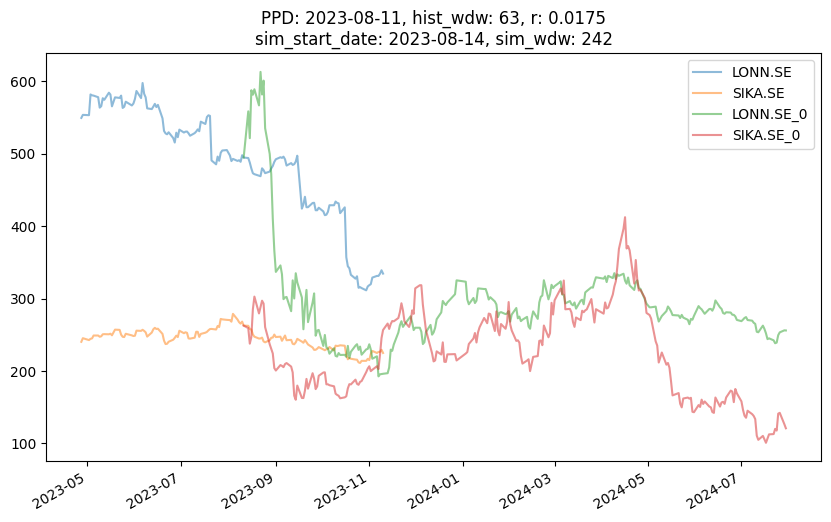 PPD: 2023-08-11, hist_wdw: 63, r: 0.0175
sim_start_date: 2023-08-14, sim_wdw: 242
LONN.SE
SIKA.SE
LONN.SE_0
SIKA.SE_0
600
500
400
300
200
100
2023-05
2023-07
2023-09
2023-11
2024-01
2024-03
2024-05
2024-07